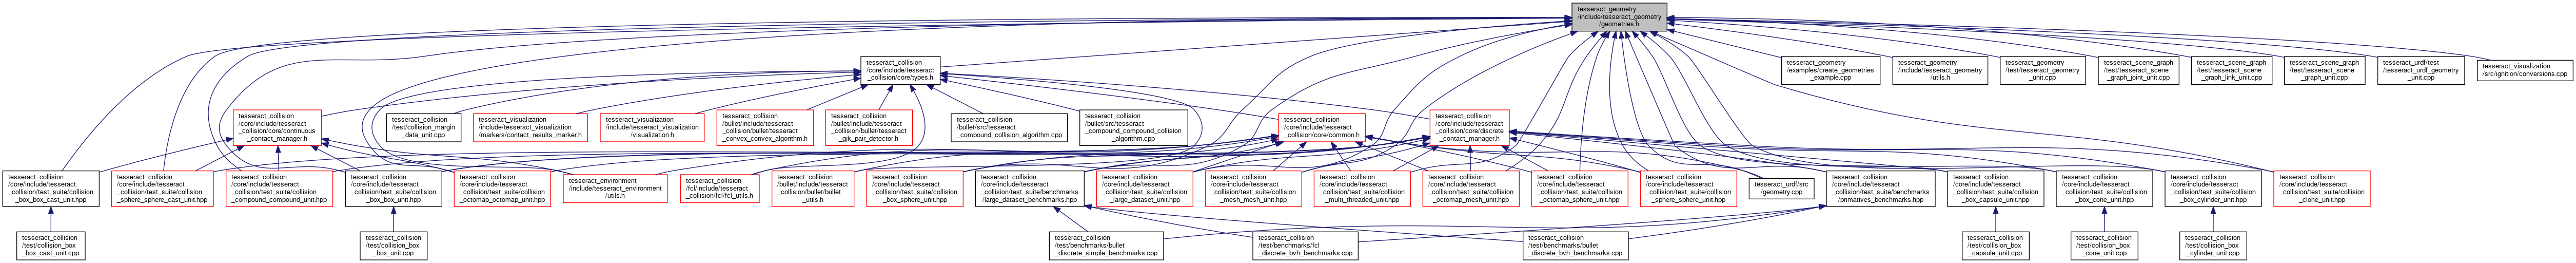 tesseract_geometry
/include/tesseract_geometry
/geometries.h
tesseract_collision
/core/include/tesseract
_collision/core/types.h
tesseract_geometry
/examples/create_geometries
_example.cpp
tesseract_geometry
/include/tesseract_geometry
/utils.h
tesseract_geometry
/test/tesseract_geometry
_unit.cpp
tesseract_scene_graph
/test/tesseract_scene
_graph_joint_unit.cpp
tesseract_scene_graph
/test/tesseract_scene
_graph_link_unit.cpp
tesseract_scene_graph
/test/tesseract_scene
_graph_unit.cpp
tesseract_urdf/test
/tesseract_urdf_geometry
_unit.cpp
tesseract_visualization
/src/ignition/conversions.cpp
tesseract_collision
/core/include/tesseract
_collision/core/continuous
_contact_manager.h
tesseract_collision
/test/collision_margin
_data_unit.cpp
tesseract_visualization
/include/tesseract_visualization
/markers/contact_results_marker.h
tesseract_visualization
/include/tesseract_visualization
/visualization.h
tesseract_collision
/bullet/include/tesseract
_collision/bullet/tesseract
_convex_convex_algorithm.h
tesseract_collision
/bullet/include/tesseract
_collision/bullet/tesseract
_gjk_pair_detector.h
tesseract_collision
/bullet/src/tesseract
_compound_collision_algorithm.cpp
tesseract_collision
/bullet/src/tesseract
_compound_compound_collision
_algorithm.cpp
tesseract_collision
/core/include/tesseract
_collision/core/common.h
tesseract_collision
/core/include/tesseract
_collision/core/discrete
_contact_manager.h
tesseract_collision
/core/include/tesseract
_collision/test_suite/collision
_box_box_cast_unit.hpp
tesseract_collision
/core/include/tesseract
_collision/test_suite/collision
_sphere_sphere_cast_unit.hpp
tesseract_collision
/core/include/tesseract
_collision/test_suite/collision
_compound_compound_unit.hpp
tesseract_collision
/core/include/tesseract
_collision/test_suite/collision
_box_box_unit.hpp
tesseract_collision
/core/include/tesseract
_collision/test_suite/collision
_octomap_octomap_unit.hpp
tesseract_environment
/include/tesseract_environment
/utils.h
tesseract_collision
/fcl/include/tesseract
_collision/fcl/fcl_utils.h
tesseract_collision
/bullet/include/tesseract
_collision/bullet/bullet
_utils.h
tesseract_collision
/core/include/tesseract
_collision/test_suite/collision
_box_sphere_unit.hpp
tesseract_collision
/core/include/tesseract
_collision/test_suite/benchmarks
/large_dataset_benchmarks.hpp
tesseract_collision
/core/include/tesseract
_collision/test_suite/collision
_large_dataset_unit.hpp
tesseract_collision
/core/include/tesseract
_collision/test_suite/collision
_mesh_mesh_unit.hpp
tesseract_collision
/core/include/tesseract
_collision/test_suite/collision
_multi_threaded_unit.hpp
tesseract_collision
/core/include/tesseract
_collision/test_suite/collision
_octomap_mesh_unit.hpp
tesseract_collision
/core/include/tesseract
_collision/test_suite/collision
_octomap_sphere_unit.hpp
tesseract_collision
/core/include/tesseract
_collision/test_suite/collision
_sphere_sphere_unit.hpp
tesseract_urdf/src
/geometry.cpp
tesseract_collision
/core/include/tesseract
_collision/test_suite/benchmarks
/primatives_benchmarks.hpp
tesseract_collision
/core/include/tesseract
_collision/test_suite/collision
_box_capsule_unit.hpp
tesseract_collision
/core/include/tesseract
_collision/test_suite/collision
_box_cone_unit.hpp
tesseract_collision
/core/include/tesseract
_collision/test_suite/collision
_box_cylinder_unit.hpp
tesseract_collision
/core/include/tesseract
_collision/test_suite/collision
_clone_unit.hpp
tesseract_collision
/test/collision_box
_box_cast_unit.cpp
tesseract_collision
/test/collision_box
_box_unit.cpp
tesseract_collision
/test/benchmarks/bullet
_discrete_simple_benchmarks.cpp
tesseract_collision
/test/benchmarks/fcl
_discrete_bvh_benchmarks.cpp
tesseract_collision
/test/benchmarks/bullet
_discrete_bvh_benchmarks.cpp
tesseract_collision
/test/collision_box
_capsule_unit.cpp
tesseract_collision
/test/collision_box
_cone_unit.cpp
tesseract_collision
/test/collision_box
_cylinder_unit.cpp